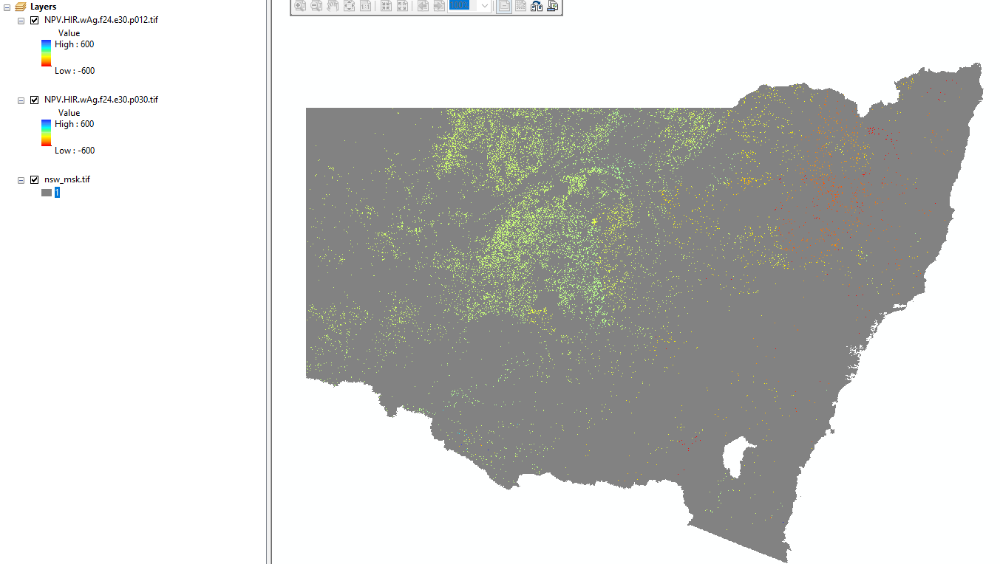 Layers
NPV.HIR.wAg.f24.e30.p012.tif
Value
High : 600
Low : -600
NPV.HIR.wAg.f24.e30.p030.tif
Value
High : 600
Low : -600
nsw_msk.tif
1
100%